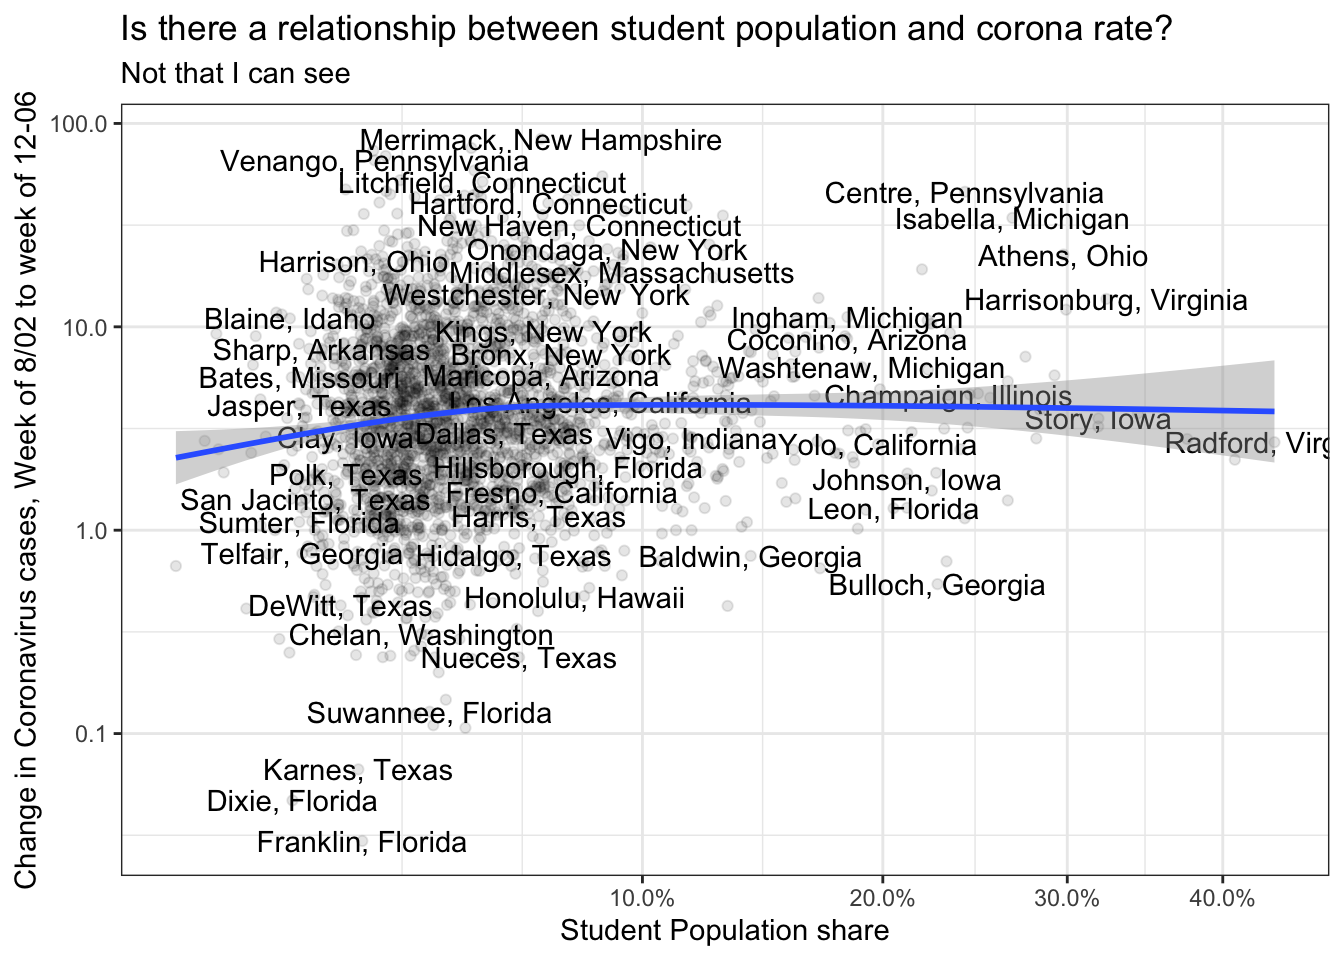 Is there a relationship between student population and corona rate?
Not that I can see
Change in Coronavirus cases, Week of 8/02 to week of 12-06
100.0
10.0
1.0
0.1
Merrimack, New Hampshire
Venango, Pennsylvania
Litchfield, Connecticut
Centre, Pennsylvania
Hartford, Connecticut
Isabella, Michigan
New Haven, Connecticut
Onondaga, New York
Athens, Ohio
Harrison, Ohio
Middlesex, Massachusetts
Westchester, New York
Harrisonburg, Virginia
Blaine, Idaho
Ingham, Michigan
Kings, New York
Coconino, Arizona
Sharp, Arkansas
Bronx, New York
Washtenaw, Michigan
Bates, Missouri
Maricopa, Arizona
Champaign, Illinois
Jasper, Texas
Los Angeles, California
Story, Iowa
Clay, Iowa
Dallas, Texas
Vigo, Indiana
Yolo, California
Radford, Virg
Polk, Texas
Hillsborough, Florida
Johnson, Iowa
San Jacinto, Texas
Fresno, California
Leon, Florida
Sumter, Florida
Harris, Texas
Telfair, Georgia
Hidalgo, Texas
Baldwin, Georgia
Bulloch, Georgia
DeWitt, Texas
Honolulu, Hawaii
Chelan, Washington
Nueces, Texas
Suwannee, Florida
Karnes, Texas
Dixie, Florida
Franklin, Florida
10.0%
20.0%
30.0%
40.0%
Student Population share